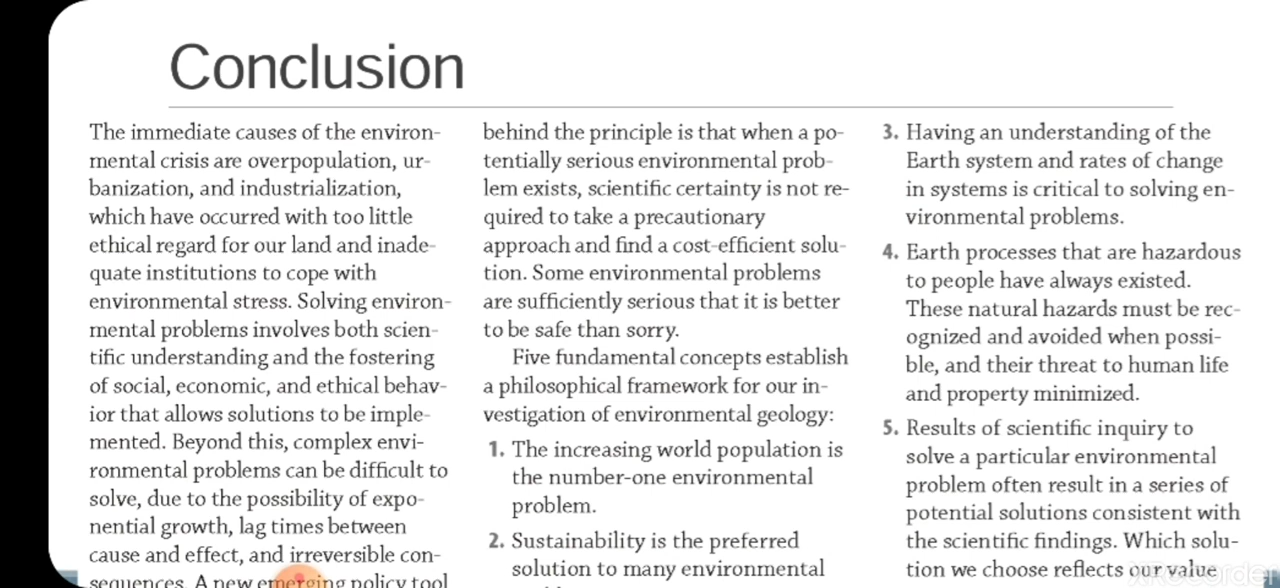 Conclusion
The immediate causes of the environ-
mental crisis are overpopulation, ur-
banization, and industrialization,
which have occurred with too little
ethical regard for our land and inade-
quate institutions to cope with
environmental stress. Solving environ-
mental problems involves both scien-
tific understanding and the fostering
of social, economic, and ethical behav-
ior that allows solutions to be imple-
mented. Beyond this, complex envi-
ronmental problems can be difficult to
solve, due to the possibility of expo-
nential growth, lag times between
cause and effect, and irreversible con-
sequences. A new emerging policy tool
behind the principle is that when a po-
tentially serious environmental prob-
lem exists, scientific certainty is not re-
quired to take a precautionary
approach and find a cost-efficient solu-
tion. Some environmental problems
are sufficiently serious that it is better
to be safe than sorry.
Five fundamental concepts establish
a philosophical framework for our in-
vestigation of environmental geology:
1. The increasing world population is
the number-one environmental
problem.
2. Sustainability is the preferred
solution to many environmental
3. Having an understanding of the
Earth system and rates of change
in systems is critical to solving en-
vironmental problems.
4. Earth processes that are hazardous
to people have always existed.
These natural hazards must be rec-
ognized and avoided when possi-
ble, and their threat to human life
and property minimized.
5. Results of scientific inquiry to
solve a particular environmental
problem often result in a series of
potential solutions consistent with
the scientific findings. Which solu-
tion we choose reflects our value